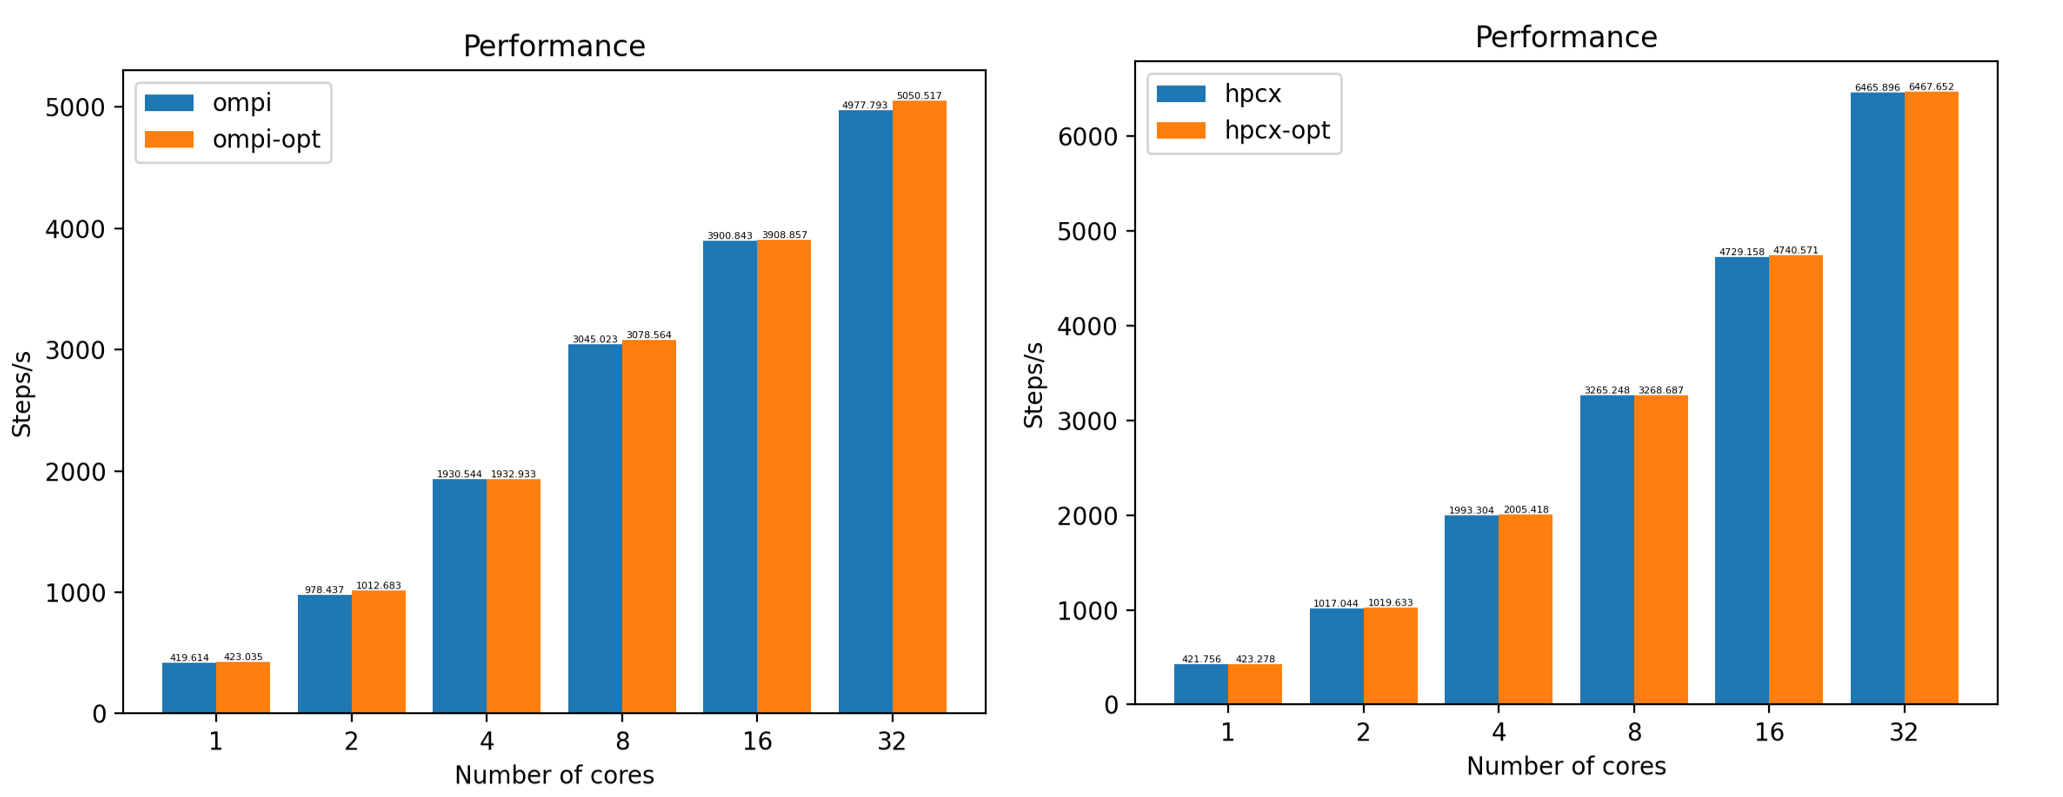 Performance
ompi
ompi-opt
5000
4000
3000
2000
1000
0
Steps/s
419.614 423.035
978.437 1012.683
1930.544 1932.933
3045.023 3078.564
3900.843 3908.857
4977.793 5050.517
1 2 4 8 16 32
Number of cores
Performance
hpcx
hpcx-opt
6000
5000
4000
3000
2000
1000
0
Steps/s
421.756 423.278
1017.044 1019.633
1993.304 2005.418
3265.248 3268.687
4729.158 4740.571
6465.896 6467.652
1 2 4 8 16 32
Number of cores